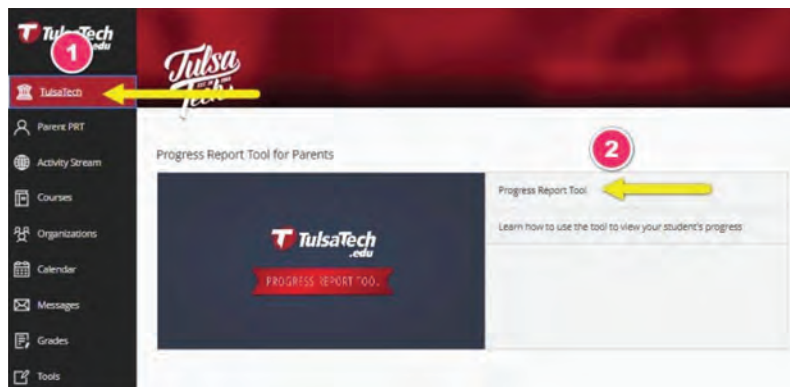 TulsaTech
.edu
1
TulsaTech
Parent PRT
Activity Stream
Courses
Organizations
Calendar
Messages
Grades
Tools
Tulsa
Tech
Progress Report Tool for Parents
TulsaTech
.edu
PROGRESS REPORT TOOL
2
Progress Report Tool
Learn how to use the tool to view your student's progress